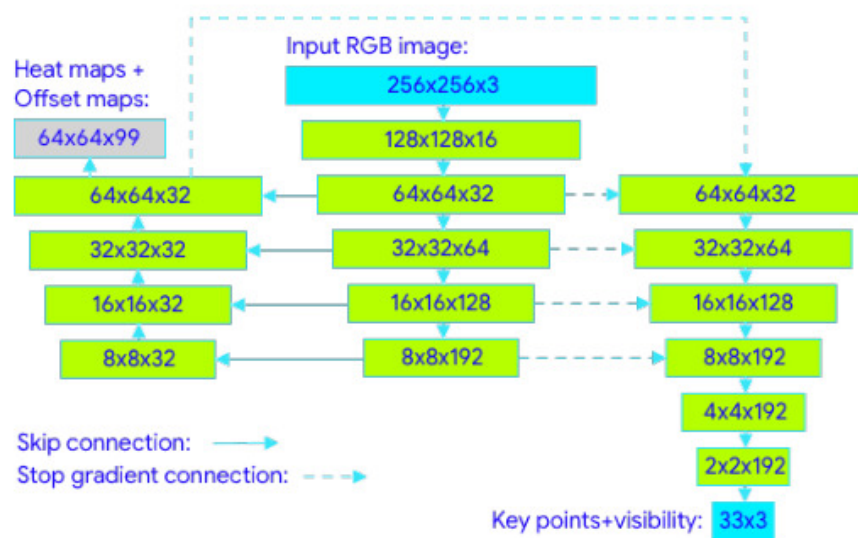 Input RGB image:
Heat maps +
Offset maps:
256x256x3
64x64x99
128x128x16
64x64x32
64x64x32
64x64x32
32x32x32
32x32x64
32x32x64
16x16x32
16x16x128
16x16x128
8x8x32
8x8x192
8x8x192
4x4x192
Skip connection:
Stop gradient connection:
2x2x192
Key points+visibility:
33x3